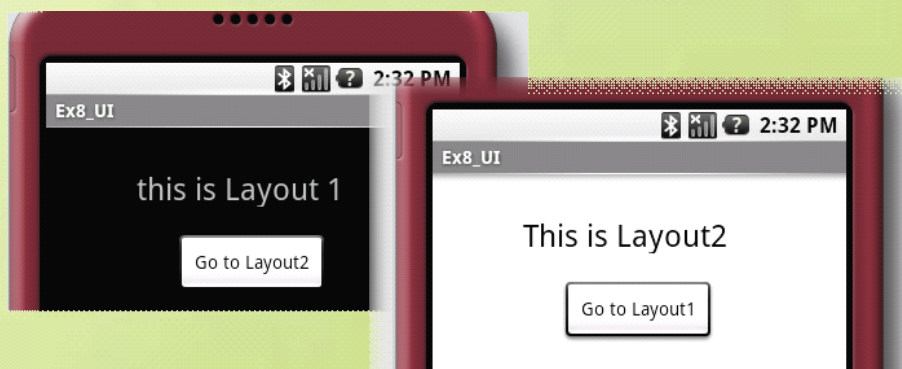 2:32 PM
Ex8_UI
this is Layout 1
Go to Layout2
2:32 PM
Ex8_UI
This is Layout2
Go to Layout1